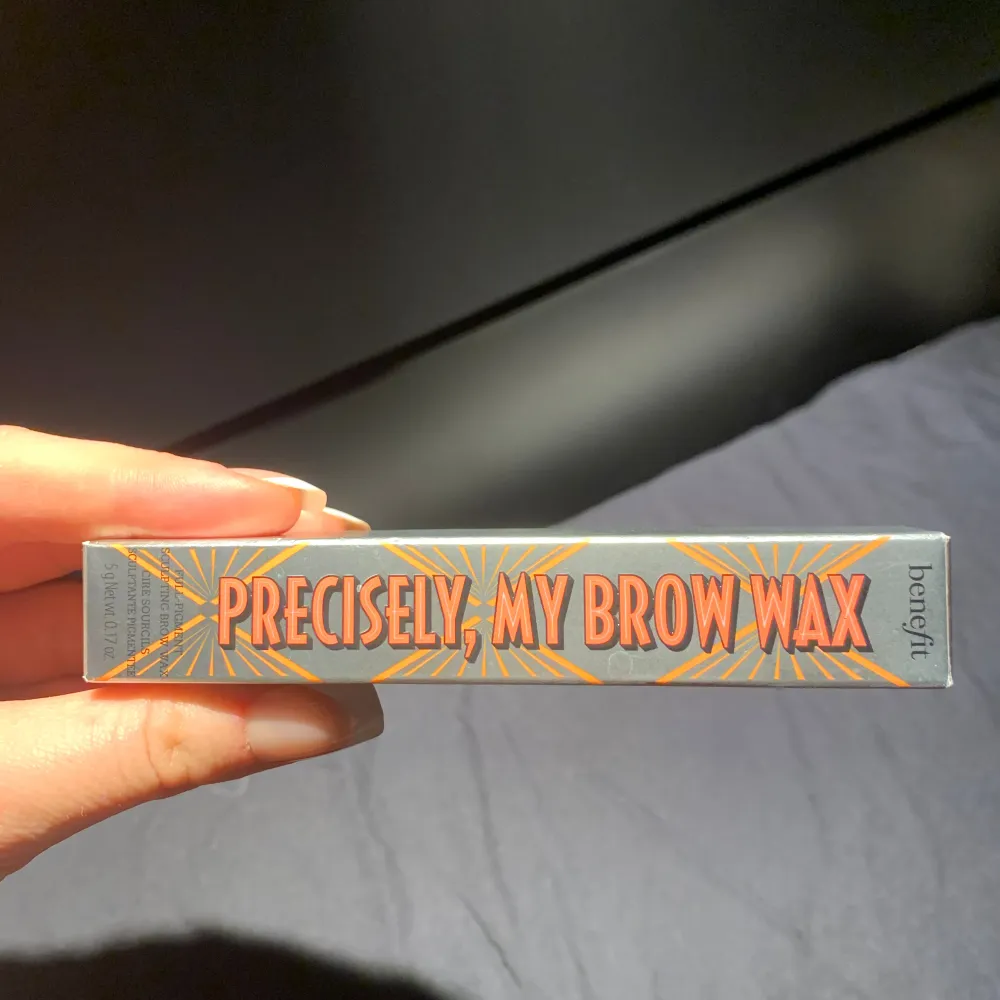 PRECISELY, MY BROW WAX
benefit
FULL-PIGMENT
SCULPTING BROW WAX
CIRE SOURCILS
SCULPTANTE PIGMENTÉE
5 g Net wt. 0.17 oz.